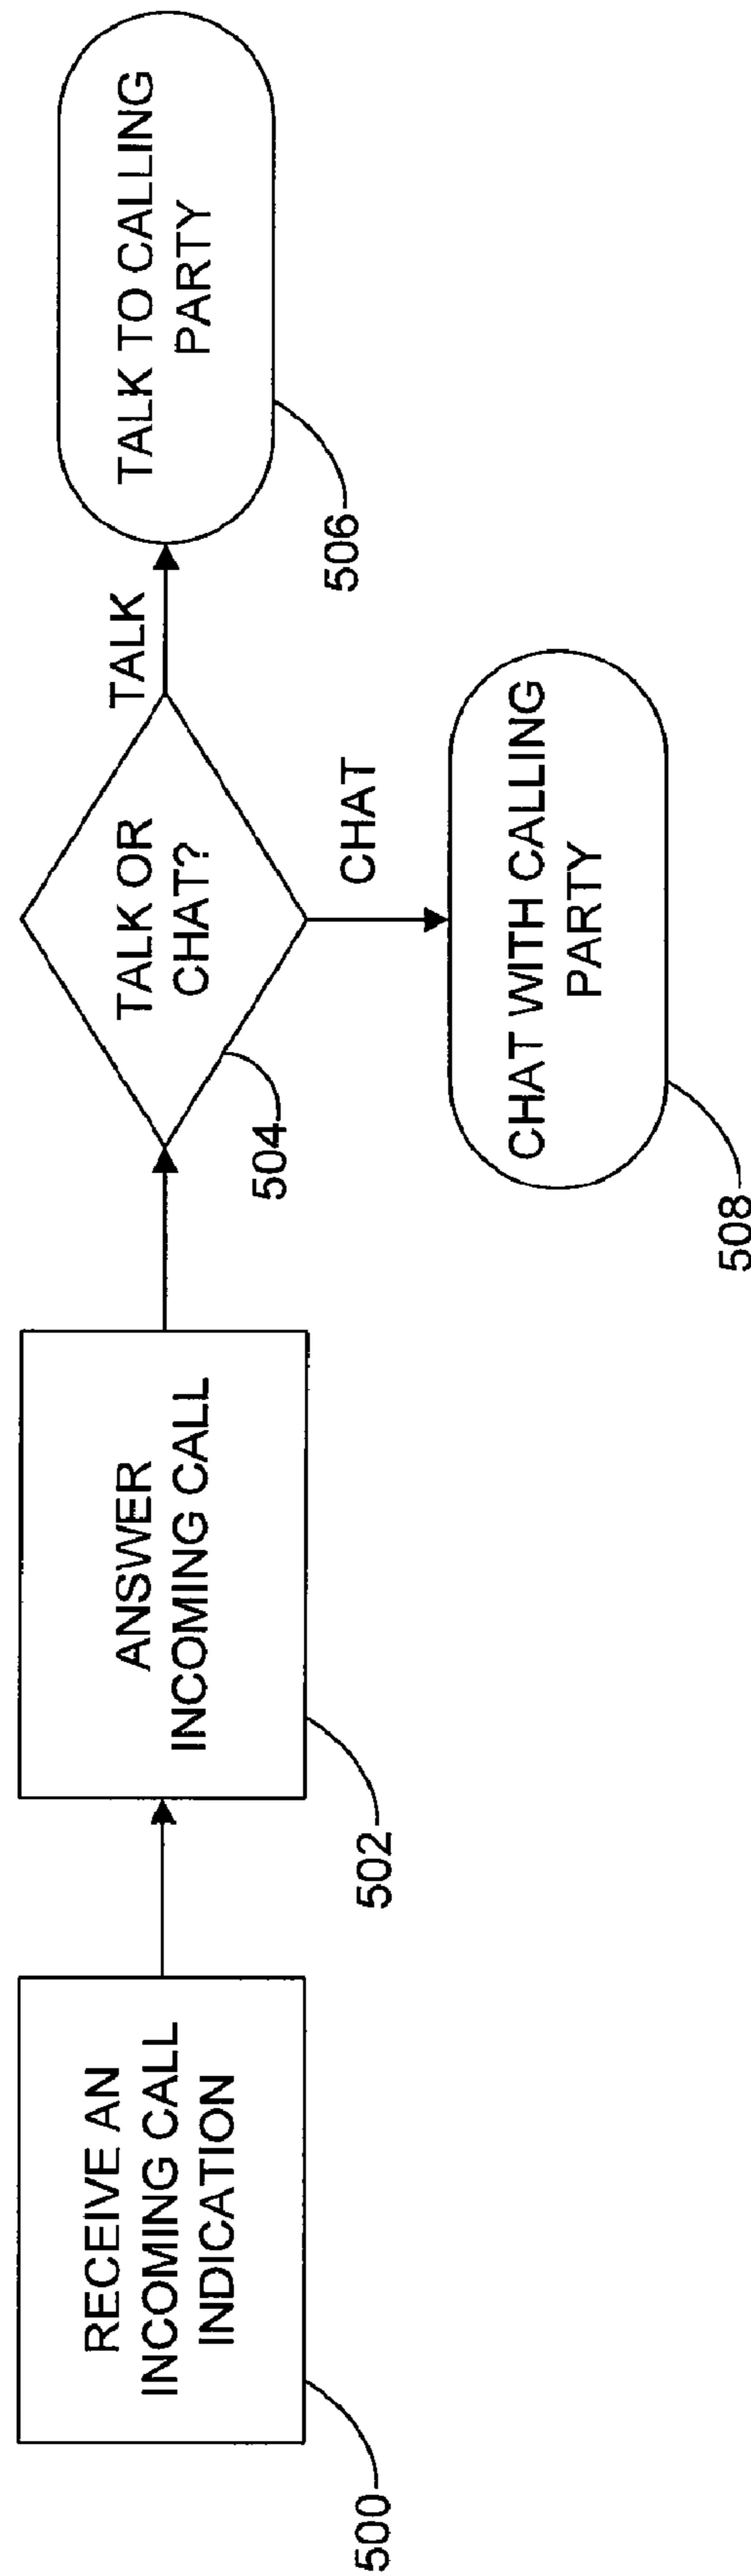 RECEIVE AN
INCOMING CALL
INDICATION
500
ANSWER
INCOMING CALL
502
TALK OR
CHAT?
504
TALK
TALK TO CALLING
PARTY
506
CHAT
CHAT WITH CALLING
PARTY
508